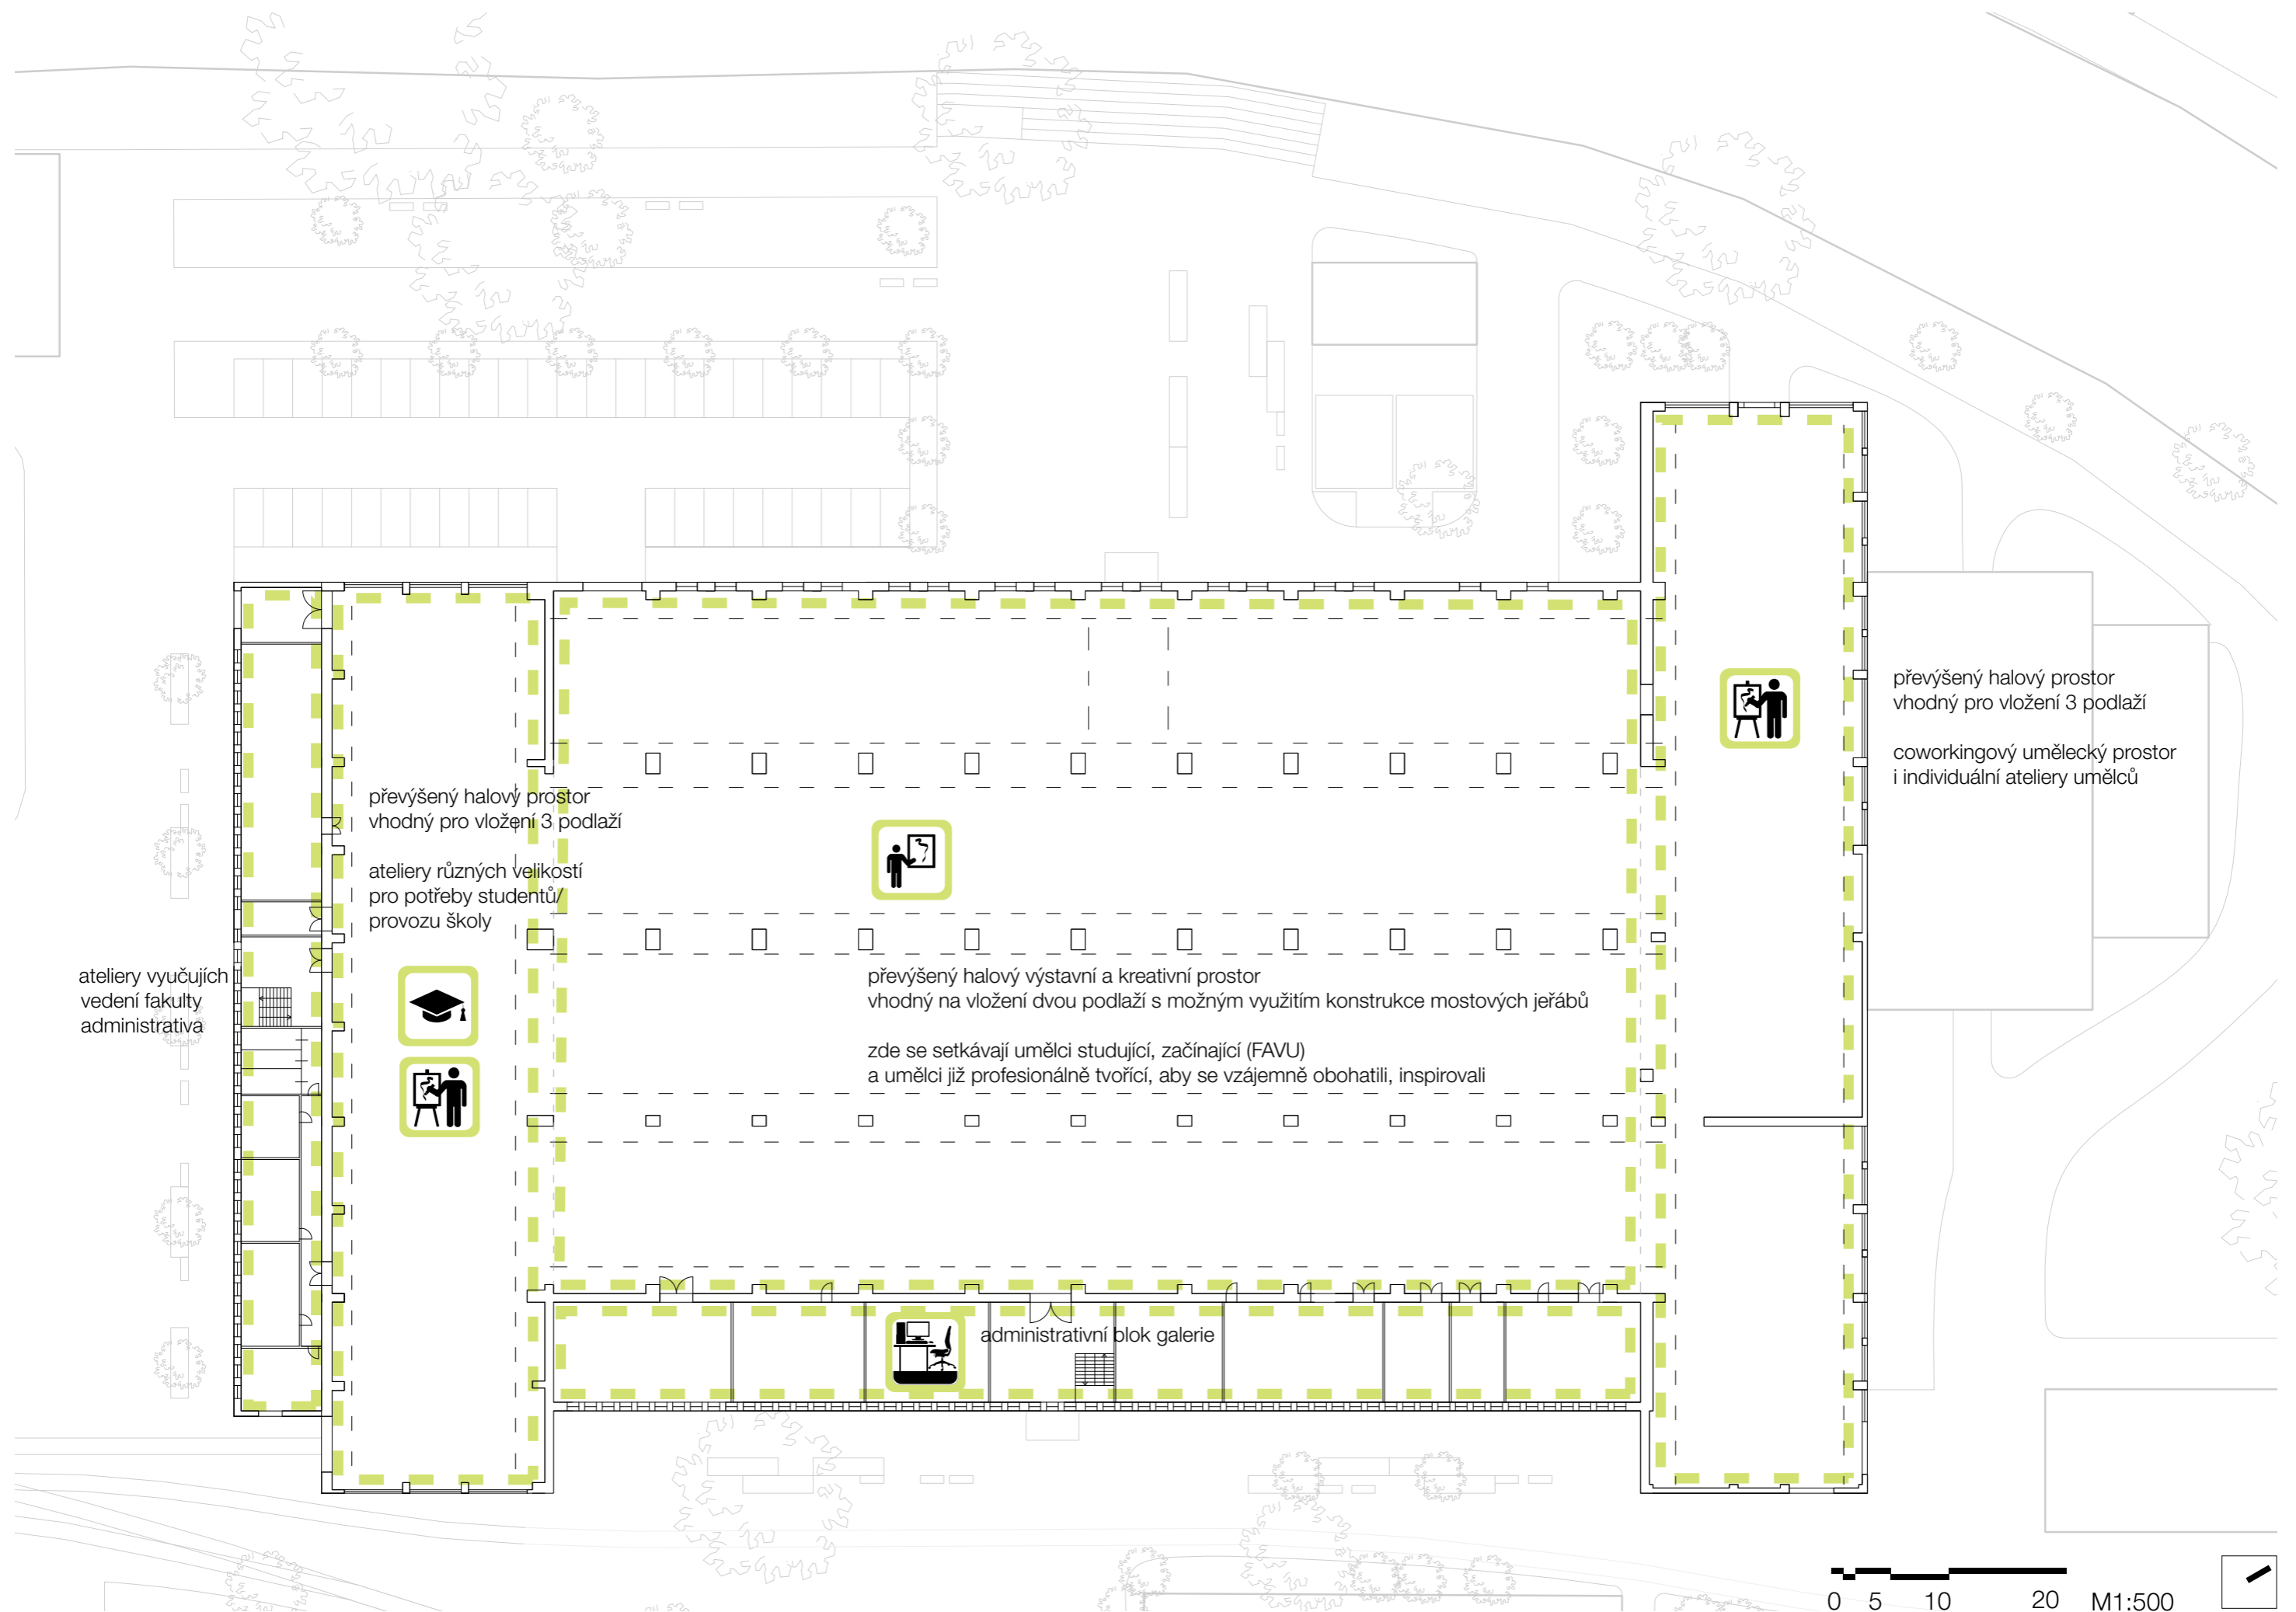 převýšený halový prostor
vhodný pro vložení 3 podlaží
coworkingový umělecký prostor
i individuální ateliery umělců
převýšený halový prostor
vhodný pro vložení 3 podlaží
ateliery různých velikostí
pro potřeby studentů/
provozu školy
ateliery vyučujích
vedení fakulty
administrativa
převýšený halový výstavní a kreativní prostor
vhodný na vložení dvou podlaží s možným využitím konstrukce mostových jeřábů
zde se setkávají umělci studující, začínající (FAVU)
a umělci již profesionálně tvořící, aby se vzájemně obohatili, inspirovali
administrativní blok galerie
0 5 10 20 M1:500